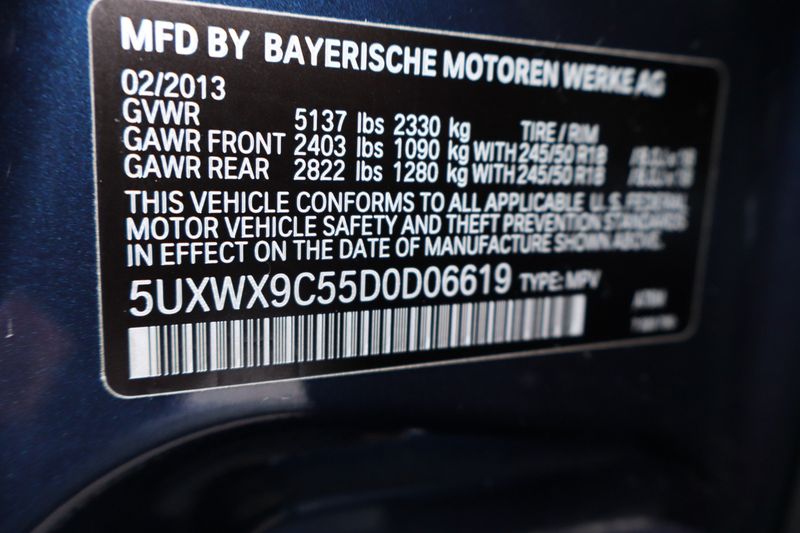 MFD BY BAYERISCHE MOTOREN WERKE AG
02/2013
GVWR 5137 lbs 2330 kg TIRE / RIM
GAWR FRONT 2403 lbs 1090 kg WITH 245/50 R18
GAWR REAR 2822 lbs 1280 kg WITH 245/50 R18
THIS VEHICLE CONFORMS TO ALL APPLICABLE U.S. FEDERAL
MOTOR VEHICLE SAFETY AND THEFT PREVENTION STANDARDS
IN EFFECT ON THE DATE OF MANUFACTURE SHOWN ABOVE.
5UXWX9C55D0D06619 TYPE: MPV